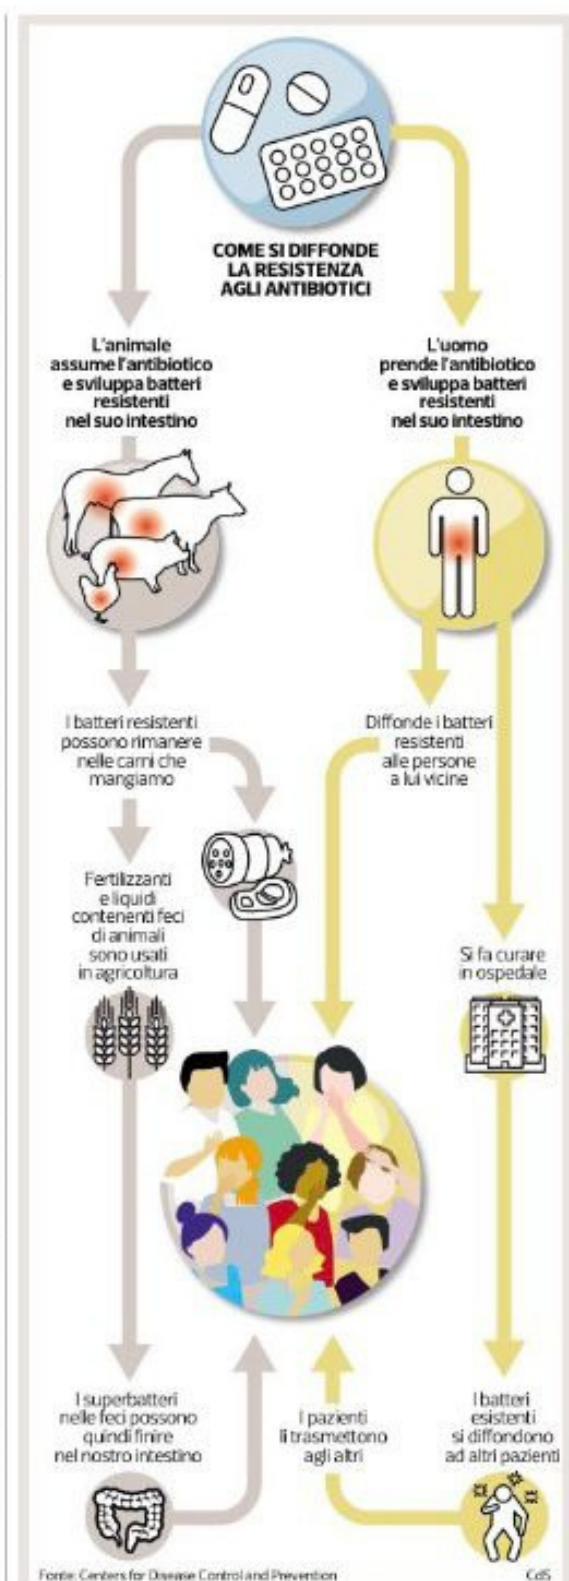 COME SI DIFFONDE
LA RESISTENZA
AGLI ANTIBIOTICI
L'animale
assume l'antibiotico
e sviluppa batteri
resistenti
nel suo intestino
L'uomo
prende l'antibiotico
e sviluppa batteri
resistenti
nel suo intestino
I batteri resistenti
possono rimanere
nelle carni che
mangiamo
Diffonde i batteri
resistenti
alle persone
a lui vicine
Fertilizzanti
e liquidi
contenenti feci
di animali
sono usati
in agricoltura
Si fa curare
in ospedale
I superbatteri
nelle feci possono
quindi finire
nel nostro intestino
I pazienti
li trasmettono
agli altri
I batteri
esistenti
si diffondono
ad altri pazienti
Fonte: Centers for Disease Control and Prevention
CdS